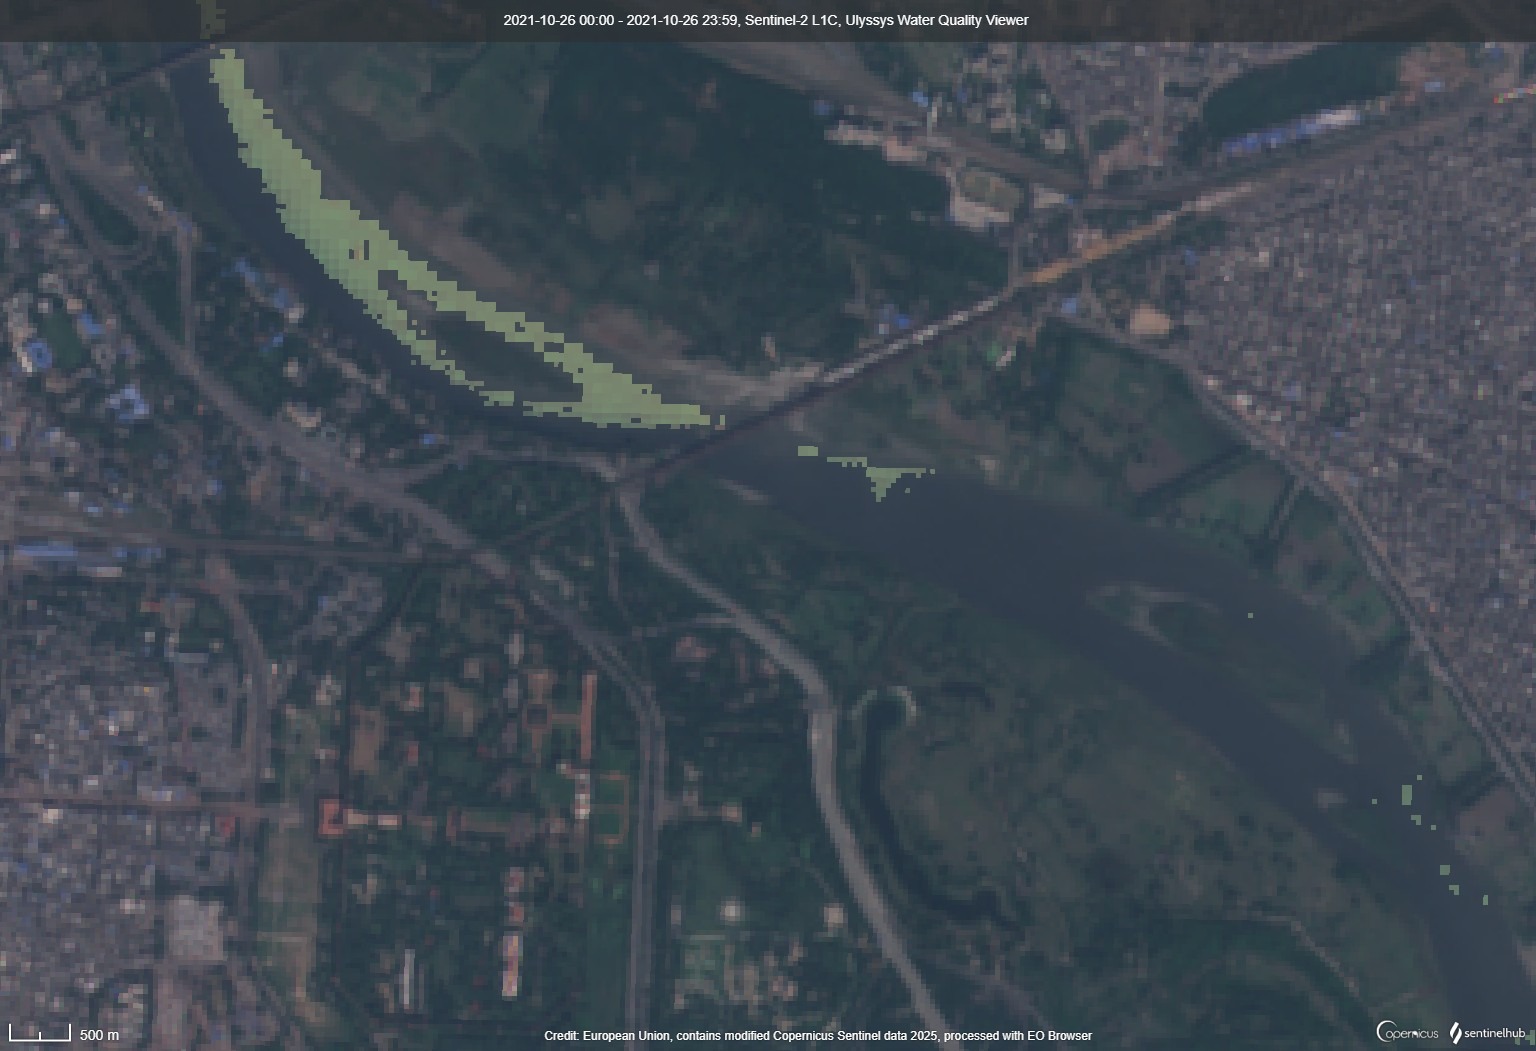 2021-10-26 00:00 - 2021-10-26 23:59, Sentinel-2 L1C, Ulyssys Water Quality Viewer
500 m
Credit: European Union, contains modified Copernicus Sentinel data 2025, processed with EO Browser
opernicus
sentinelhub